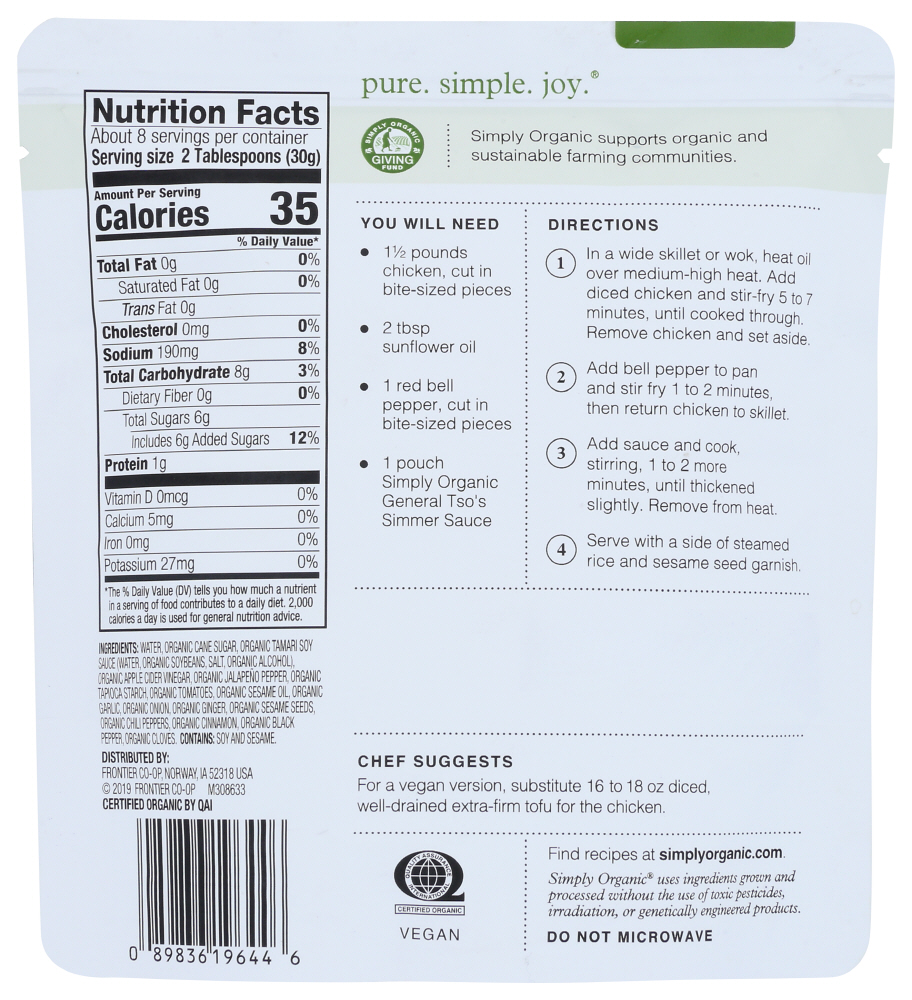 pure. simple. joy.®
SIMPLY ORGANIC
GIVING
FUND
Simply Organic supports organic and
sustainable farming communities.
Nutrition Facts
About 8 servings per container
Serving size 2 Tablespoons (30g)
Amount Per Serving
Calories 35
% Daily Value*
Total Fat 0g 0%
Saturated Fat 0g 0%
Trans Fat 0g
Cholesterol 0mg 0%
Sodium 190mg 8%
Total Carbohydrate 8g 3%
Dietary Fiber 0g 0%
Total Sugars 6g
Includes 6g Added Sugars 12%
Protein 1g
Vitamin D 0mcg 0%
Calcium 5mg 0%
Iron 0mg 0%
Potassium 27mg 0%
*The % Daily Value (DV) tells you how much a nutrient
in a serving of food contributes to a daily diet. 2,000
calories a day is used for general nutrition advice.
INGREDIENTS: WATER, ORGANIC CANE SUGAR, ORGANIC TAMARI SOY
SAUCE (WATER, ORGANIC SOYBEANS, SALT, ORGANIC ALCOHOL),
ORGANIC APPLE CIDER VINEGAR, ORGANIC JALAPEÑO PEPPER, ORGANIC
TAPIOCA STARCH, ORGANIC TOMATOES, ORGANIC SESAME OIL, ORGANIC
GARLIC, ORGANIC ONION, ORGANIC GINGER, ORGANIC SESAME SEEDS,
ORGANIC CHILI PEPPERS, ORGANIC CINNAMON, ORGANIC BLACK
PEPPER, ORGANIC CLOVES. CONTAINS: SOY AND SESAME.
DISTRIBUTED BY:
FRONTIER CO-OP, NORWAY, IA 52318 USA
© 2019 FRONTIER CO-OP M308633
CERTIFIED ORGANIC BY QAI
0 89836 19644 6
YOU WILL NEED
• 1½ pounds
chicken, cut in
bite-sized pieces
• 2 tbsp
sunflower oil
• 1 red bell
pepper, cut in
bite-sized pieces
• 1 pouch
Simply Organic
General Tso's
Simmer Sauce
DIRECTIONS
1 In a wide skillet or wok, heat oil
over medium-high heat. Add
diced chicken and stir-fry 5 to 7
minutes, until cooked through.
Remove chicken and set aside.
2 Add bell pepper to pan
and stir fry 1 to 2 minutes,
then return chicken to skillet.
3 Add sauce and cook,
stirring, 1 to 2 more
minutes, until thickened
slightly. Remove from heat.
4 Serve with a side of steamed
rice and sesame seed garnish.
CHEF SUGGESTS
For a vegan version, substitute 16 to 18 oz diced,
well-drained extra-firm tofu for the chicken.
QUALITY ASSURANCE
INTERNATIONAL
CERTIFIED ORGANIC
VEGAN
Find recipes at simplyorganic.com.
Simply Organic® uses ingredients grown and
processed without the use of toxic pesticides,
irradiation, or genetically engineered products.
DO NOT MICROWAVE